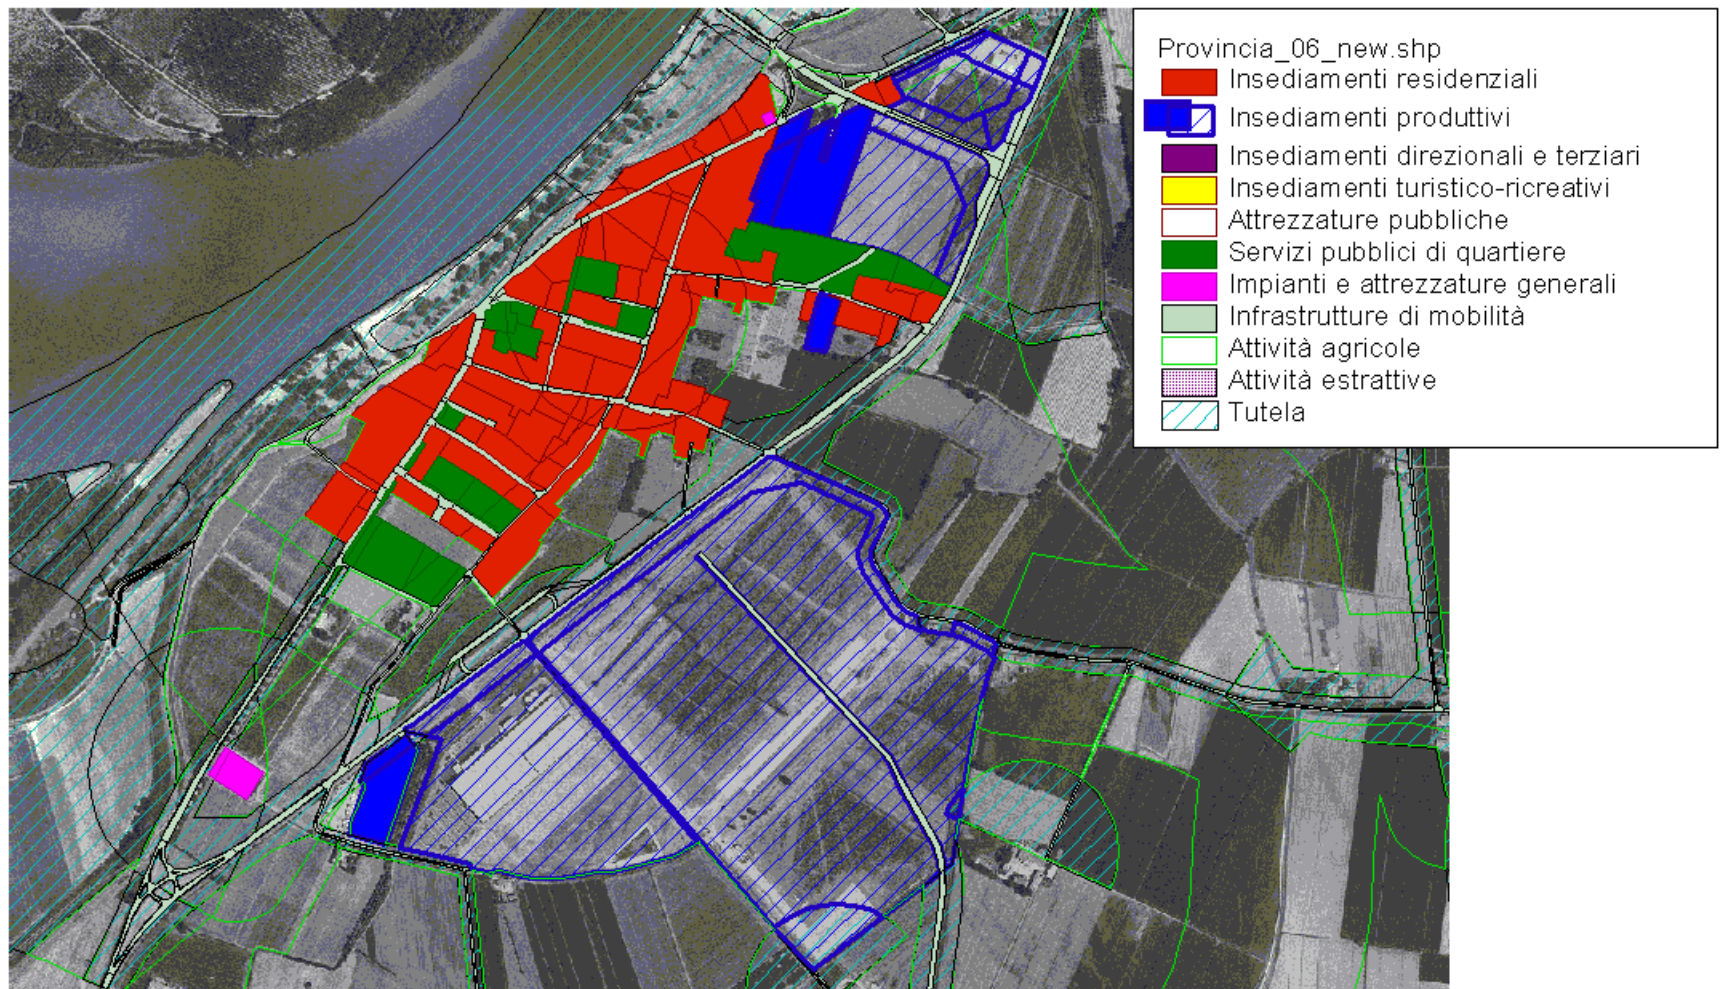 Provincia_06_new.shp
Insediamenti residenziali
Insediamenti produttivi
Insediamenti direzionali e terziari
Insediamenti turistico-ricreativi
Attrezzature pubbliche
Servizi pubblici di quartiere
Impianti e attrezzature generali
Infrastrutture di mobilità
Attività agricole
Attività estrattive
Tutela